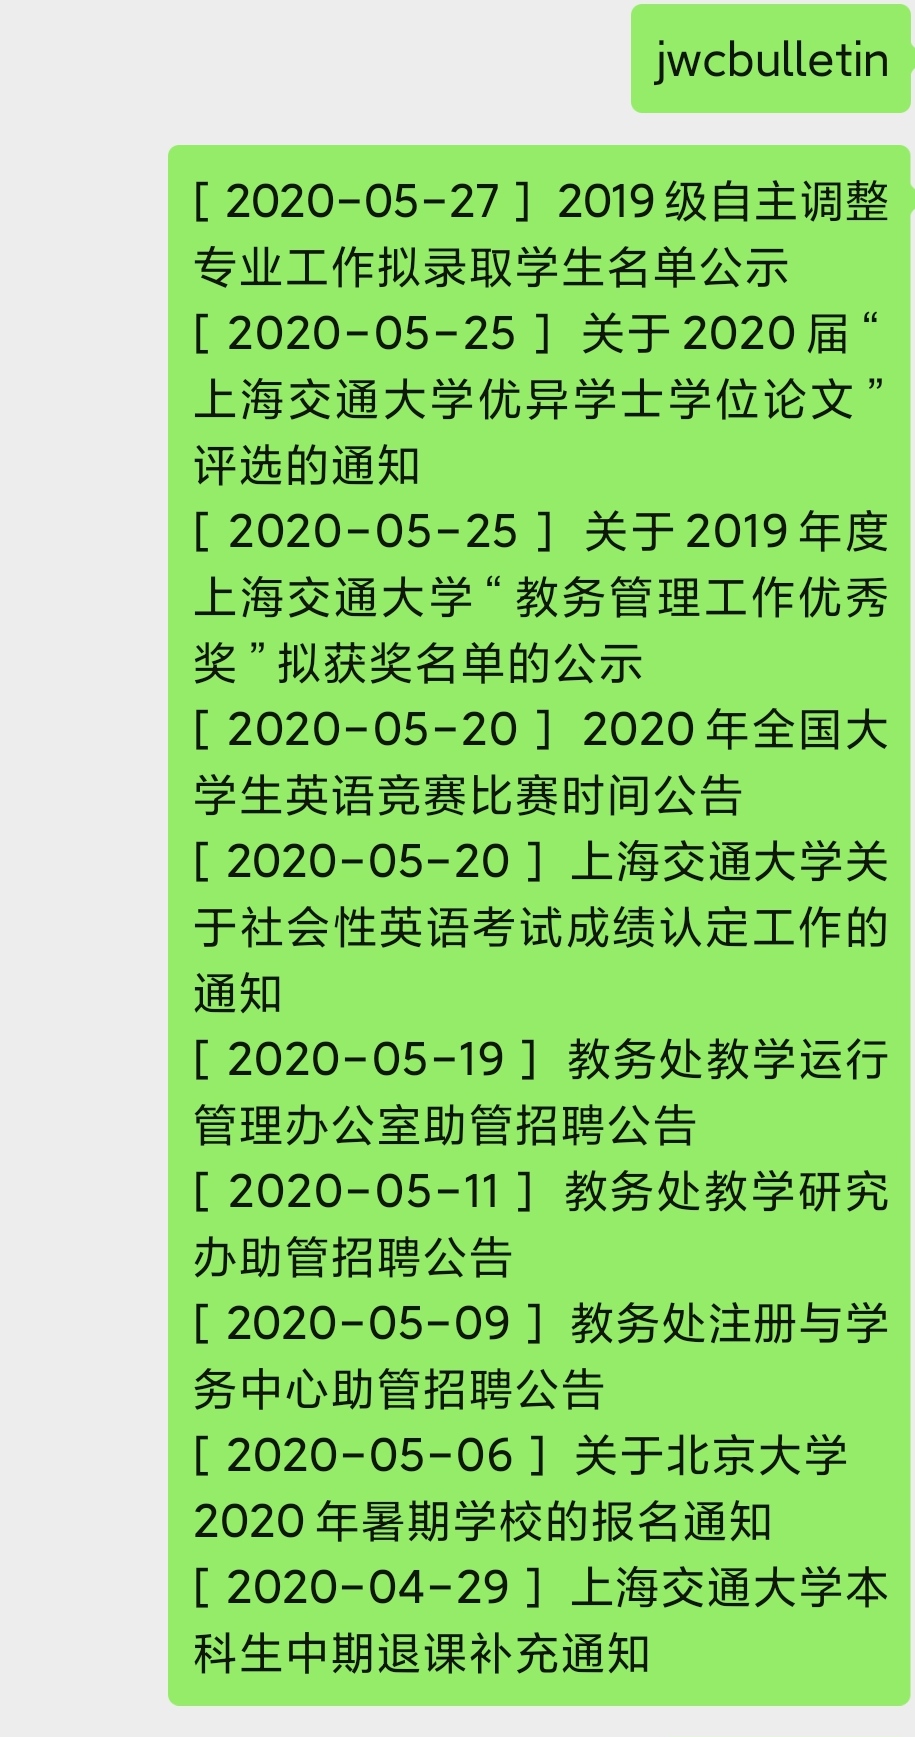 jwcbulletin
[ 2020-05-27 ] 2019 级自主调整
专业工作拟录取学生名单公示
[ 2020-05-25 ] 关于 2020 届 “
上海交通大学优异学士学位论文 ”
评选的通知
[ 2020-05-25 ] 关于 2019 年度
上海交通大学 “ 教务管理工作优秀
奖 ” 拟获奖名单的公示
[ 2020-05-20 ] 2020 年全国大
学生英语竞赛比赛时间公告
[ 2020-05-20 ] 上海交通大学关
于社会性英语考试成绩认定工作的
通知
[ 2020-05-19 ] 教务处教学运行
管理办公室助管招聘公告
[ 2020-05-11 ] 教务处教学研究
办助管招聘公告
[ 2020-05-09 ] 教务处注册与学
务中心助管招聘公告
[ 2020-05-06 ] 关于北京大学
2020 年暑期学校的报名通知
[ 2020-04-29 ] 上海交通大学本
科生中期退课补充通知